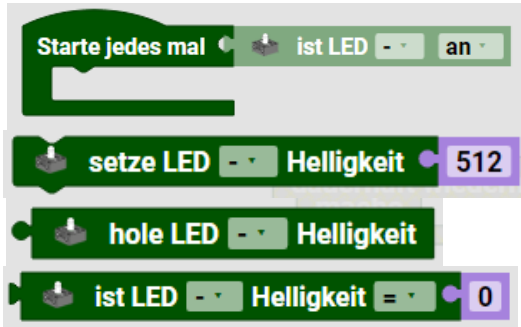 Starte jedes mal ist LED - an
setze LED - Helligkeit 512
hole LED - Helligkeit
ist LED - Helligkeit = 0